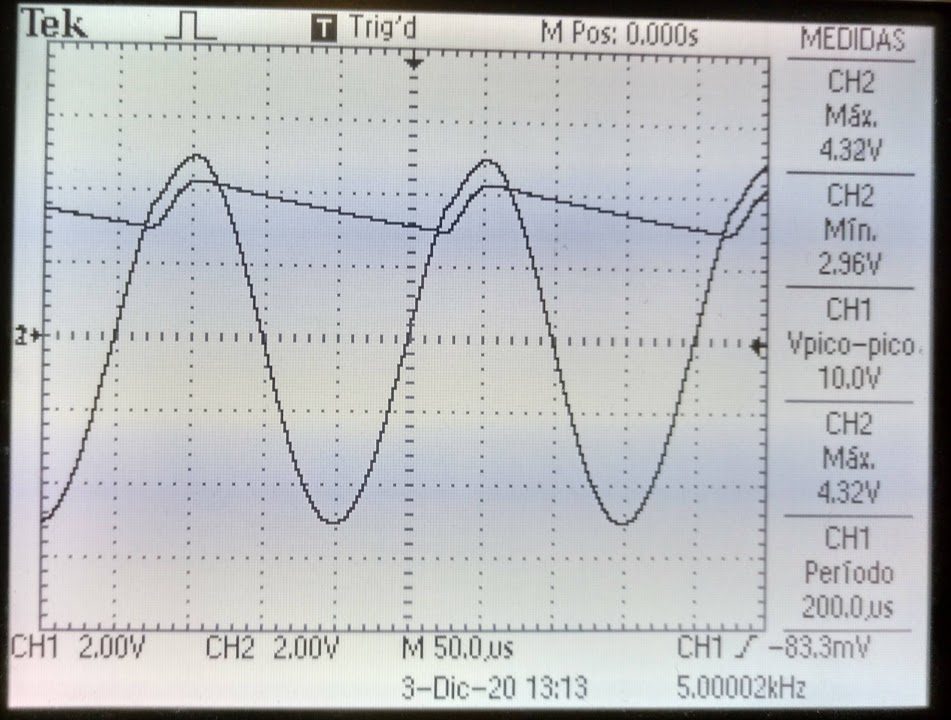 Tek T Trig'd M Pos: 0.000s MEDIDAS
CH2
Máx.
4.32V
CH2
Mín.
2.96V
CH1
Vpico-pico
10.0V
CH2
Máx.
4.32V
CH1
Período
200.0µs
2
CH1 2.00V CH2 2.00V M 50.0µs CH1 -83.3mV
3-Dic-20 13:13 5.00002kHz